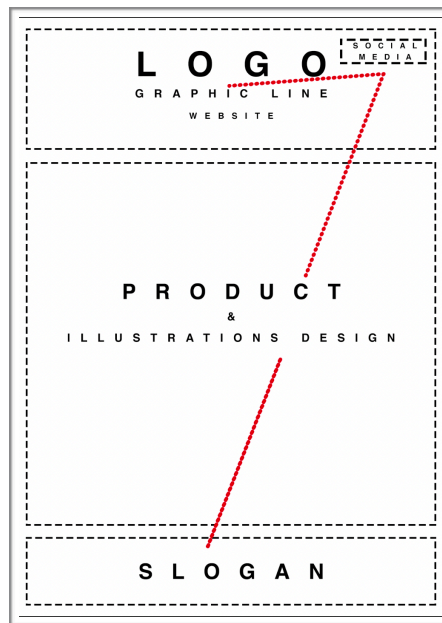 LOGO
SOCIAL
MEDIA
GRAPHIC LINE
WEBSITE
PRODUCT
&
ILLUSTRATIONS DESIGN
SLOGAN